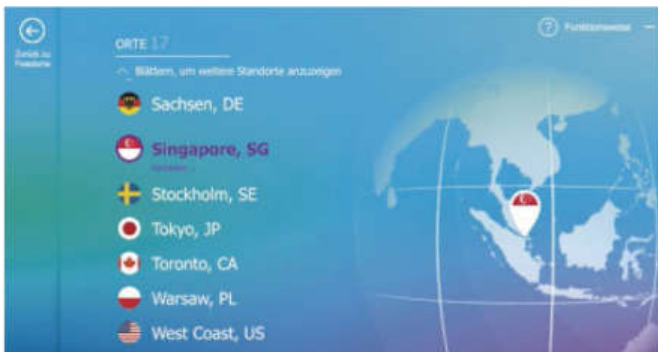 Zurück zu
ORTE 17
Funktionsweise
Blättern, um weitere Standorte anzuzeigen
Sachsen, DE
Singapore, SG
Stockholm, SE
Tokyo, JP
Toronto, CA
Warsaw, PL
West Coast, US